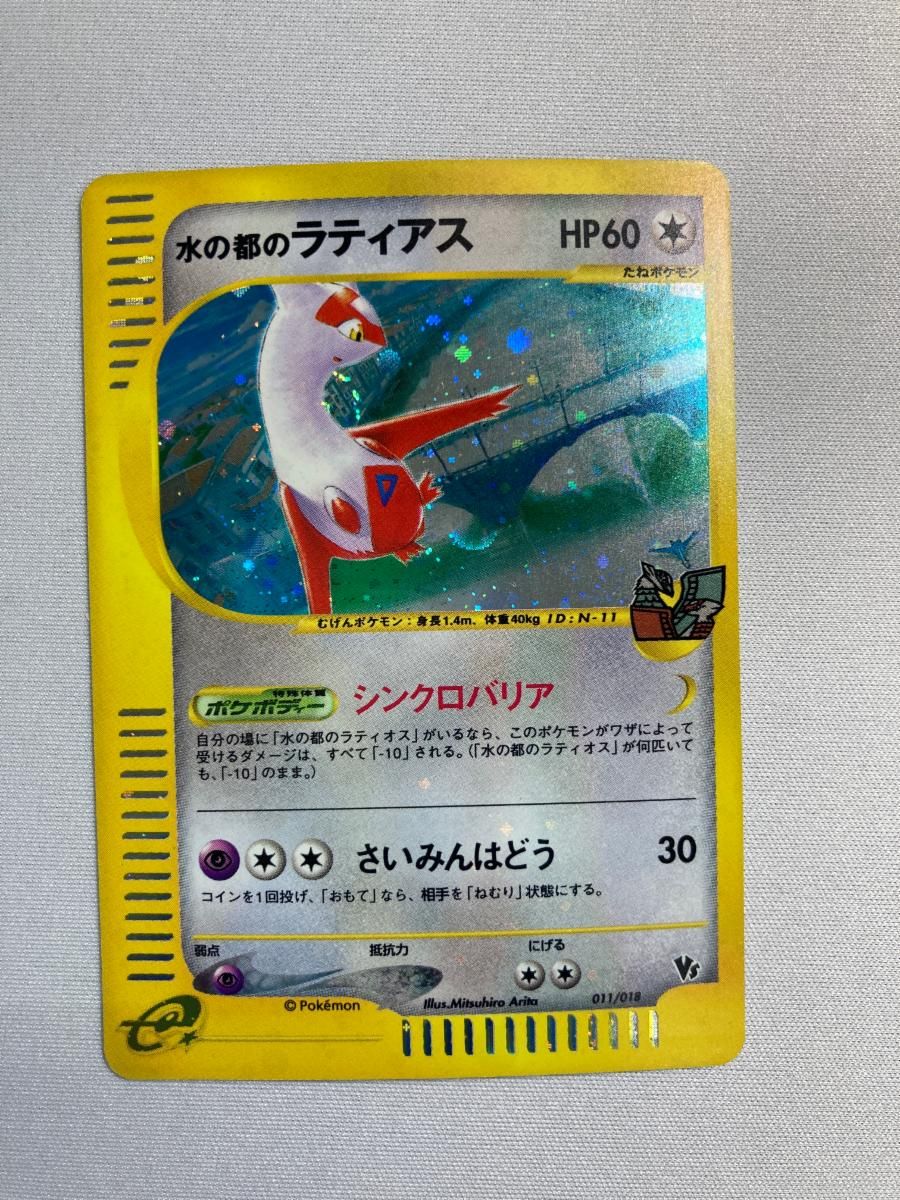 水の都のラティアス HP60
たねポケモン
むげんポケモン:身長1.4m、体重40kg ID:N-11
特殊体質
ポケボディー シンクロバリア
自分の場に「水の都のラティオス」がいるなら、このポケモンがワザによって
受けるダメージは、すべて「-10」される。(「水の都のラティオス」が何匹いて
も、「-10」のまま。)
さいみんはどう 30
コインを1回投げ、「おもて」なら、相手を「ねむり」状態にする。
弱点 抵抗力 にげる
© Pokémon Illus.Mitsuhiro Arita 011/018 VS
e